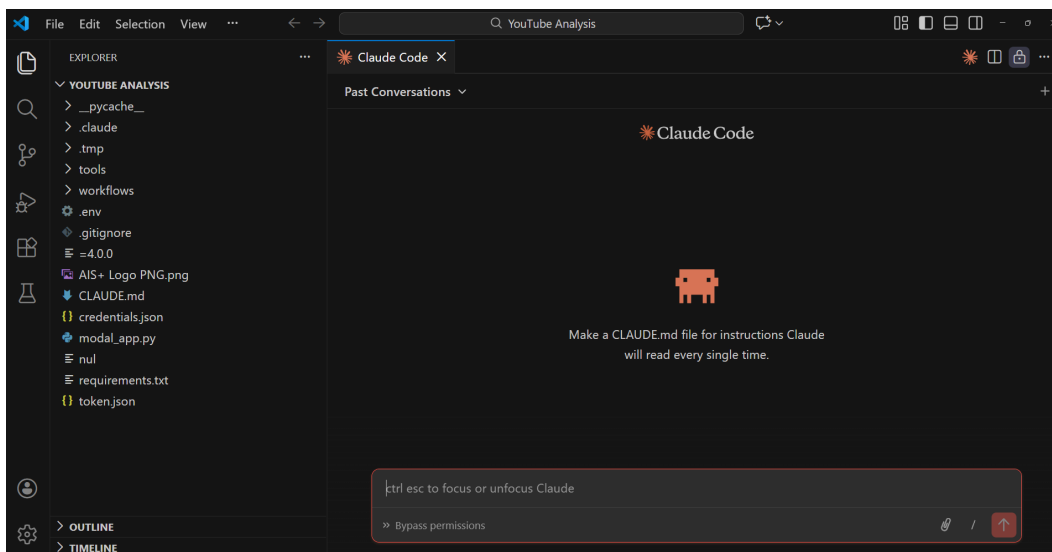 File Edit Selection View ···
YouTube Analysis
EXPLORER ···
YOUTUBE ANALYSIS
__pycache__
.claude
.tmp
tools
workflows
.env
.gitignore
=4.0.0
AIS+ Logo PNG.png
CLAUDE.md
credentials.json
modal_app.py
nul
requirements.txt
token.json
OUTLINE
TIMELINE
Claude Code
Past Conversations
Claude Code
Make a CLAUDE.md file for instructions Claude
will read every single time.
ctrl esc to focus or unfocus Claude
Bypass permissions
/